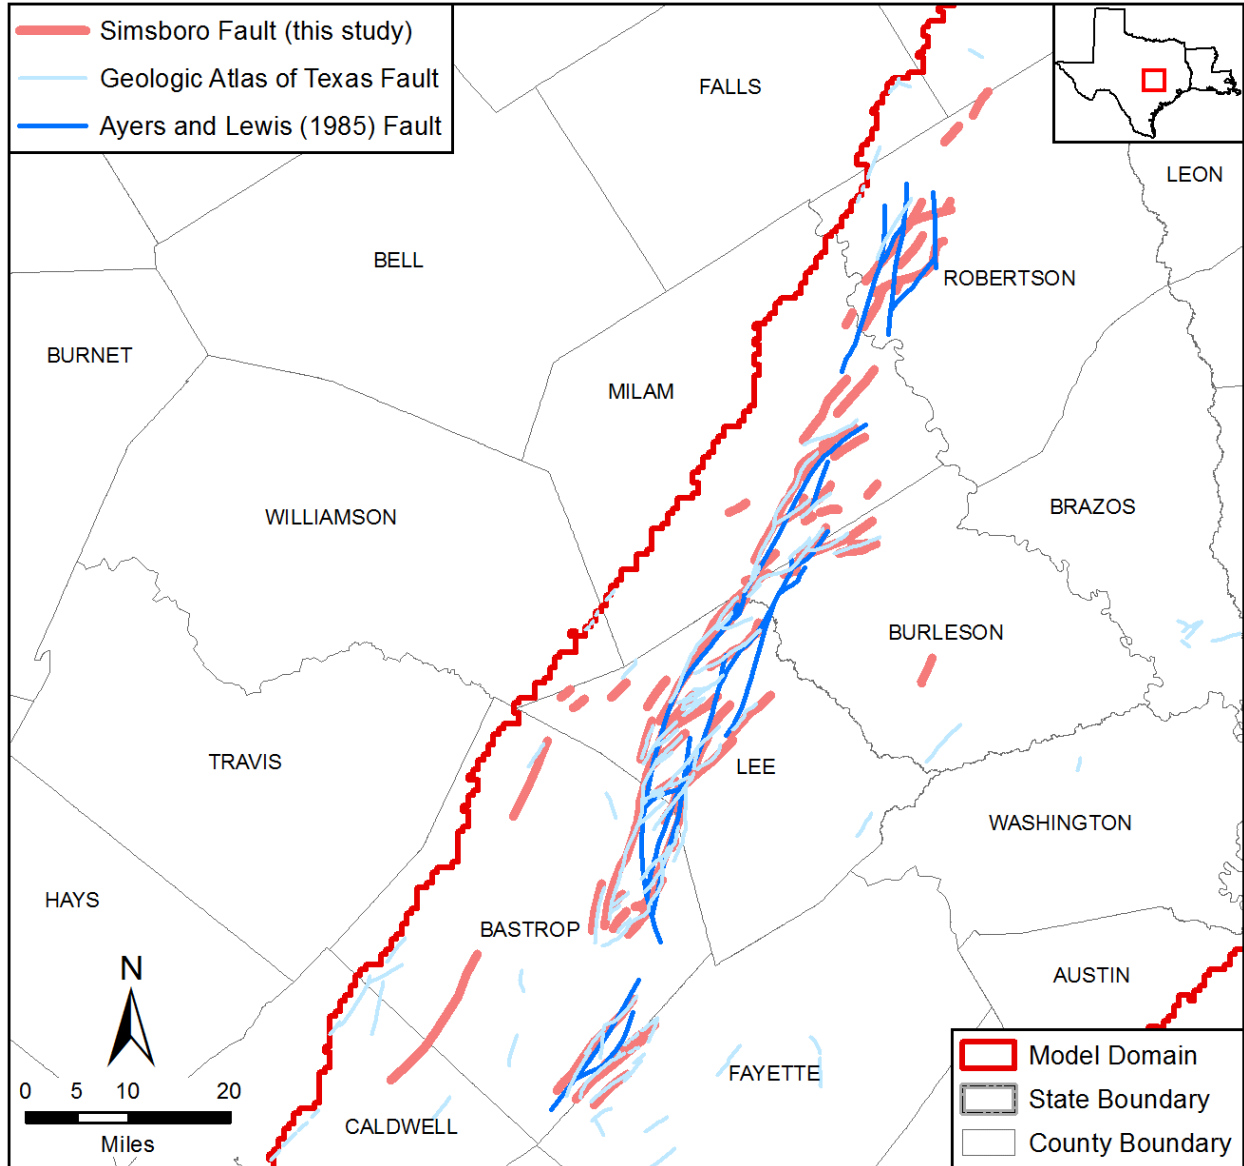 Simsboro Fault (this study)
Geologic Atlas of Texas Fault
Ayers and Lewis (1985) Fault
FALLS
LEON
BELL
ROBERTSON
BURNET
MILAM
WILLIAMSON
BRAZOS
BURLESON
TRAVIS
LEE
WASHINGTON
HAYS
BASTROP
AUSTIN
N
FAYETTE
CALDWELL
0 5 10 20
Miles
Model Domain
State Boundary
County Boundary